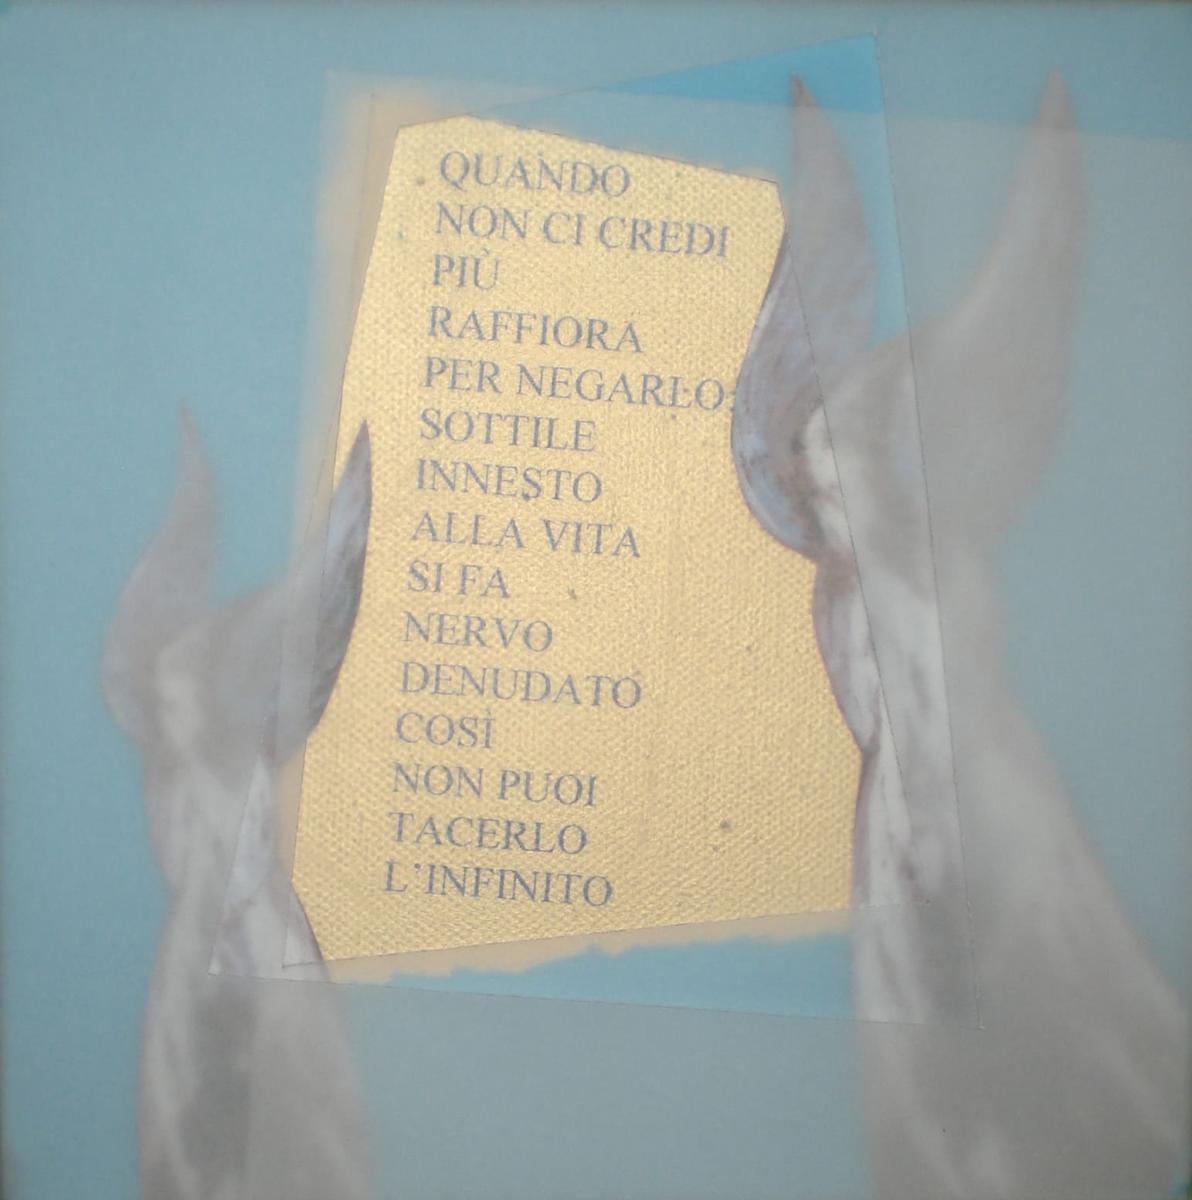 QUANDO
NON CI CREDI
PIÙ
RAFFIORA
PER NEGARLO:
SOTTILE
INNESTO
ALLA VITA
SI FA
NERVO
DENUDATO
COSÌ
NON PUOI
TACERLO
L'INFINITO